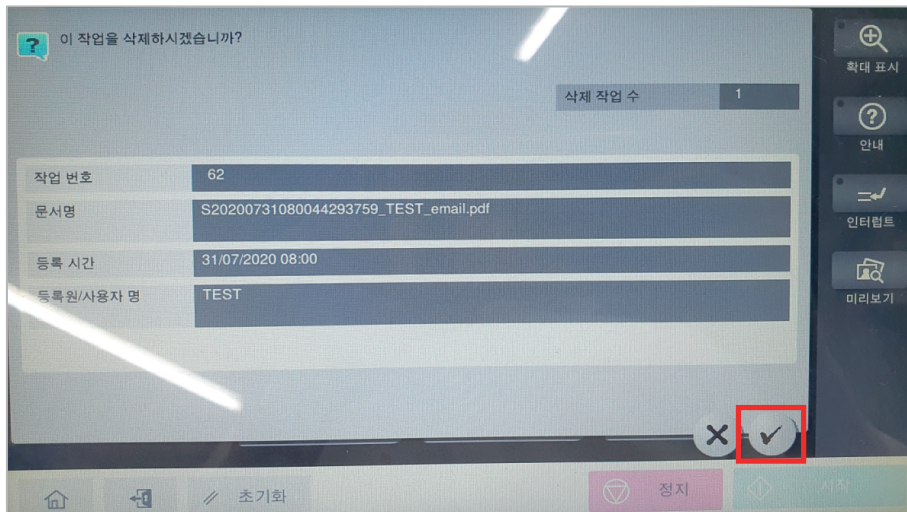 이 작업을 삭제하시겠습니까?
확대 표시
삭제 작업 수 1
안내
작업 번호 62
문서명 S20200731080044293759_TEST_email.pdf
인터럽트
등록 시간 31/07/2020 08:00
등록원/사용자 명 TEST
미리보기
초기화
정지
시작